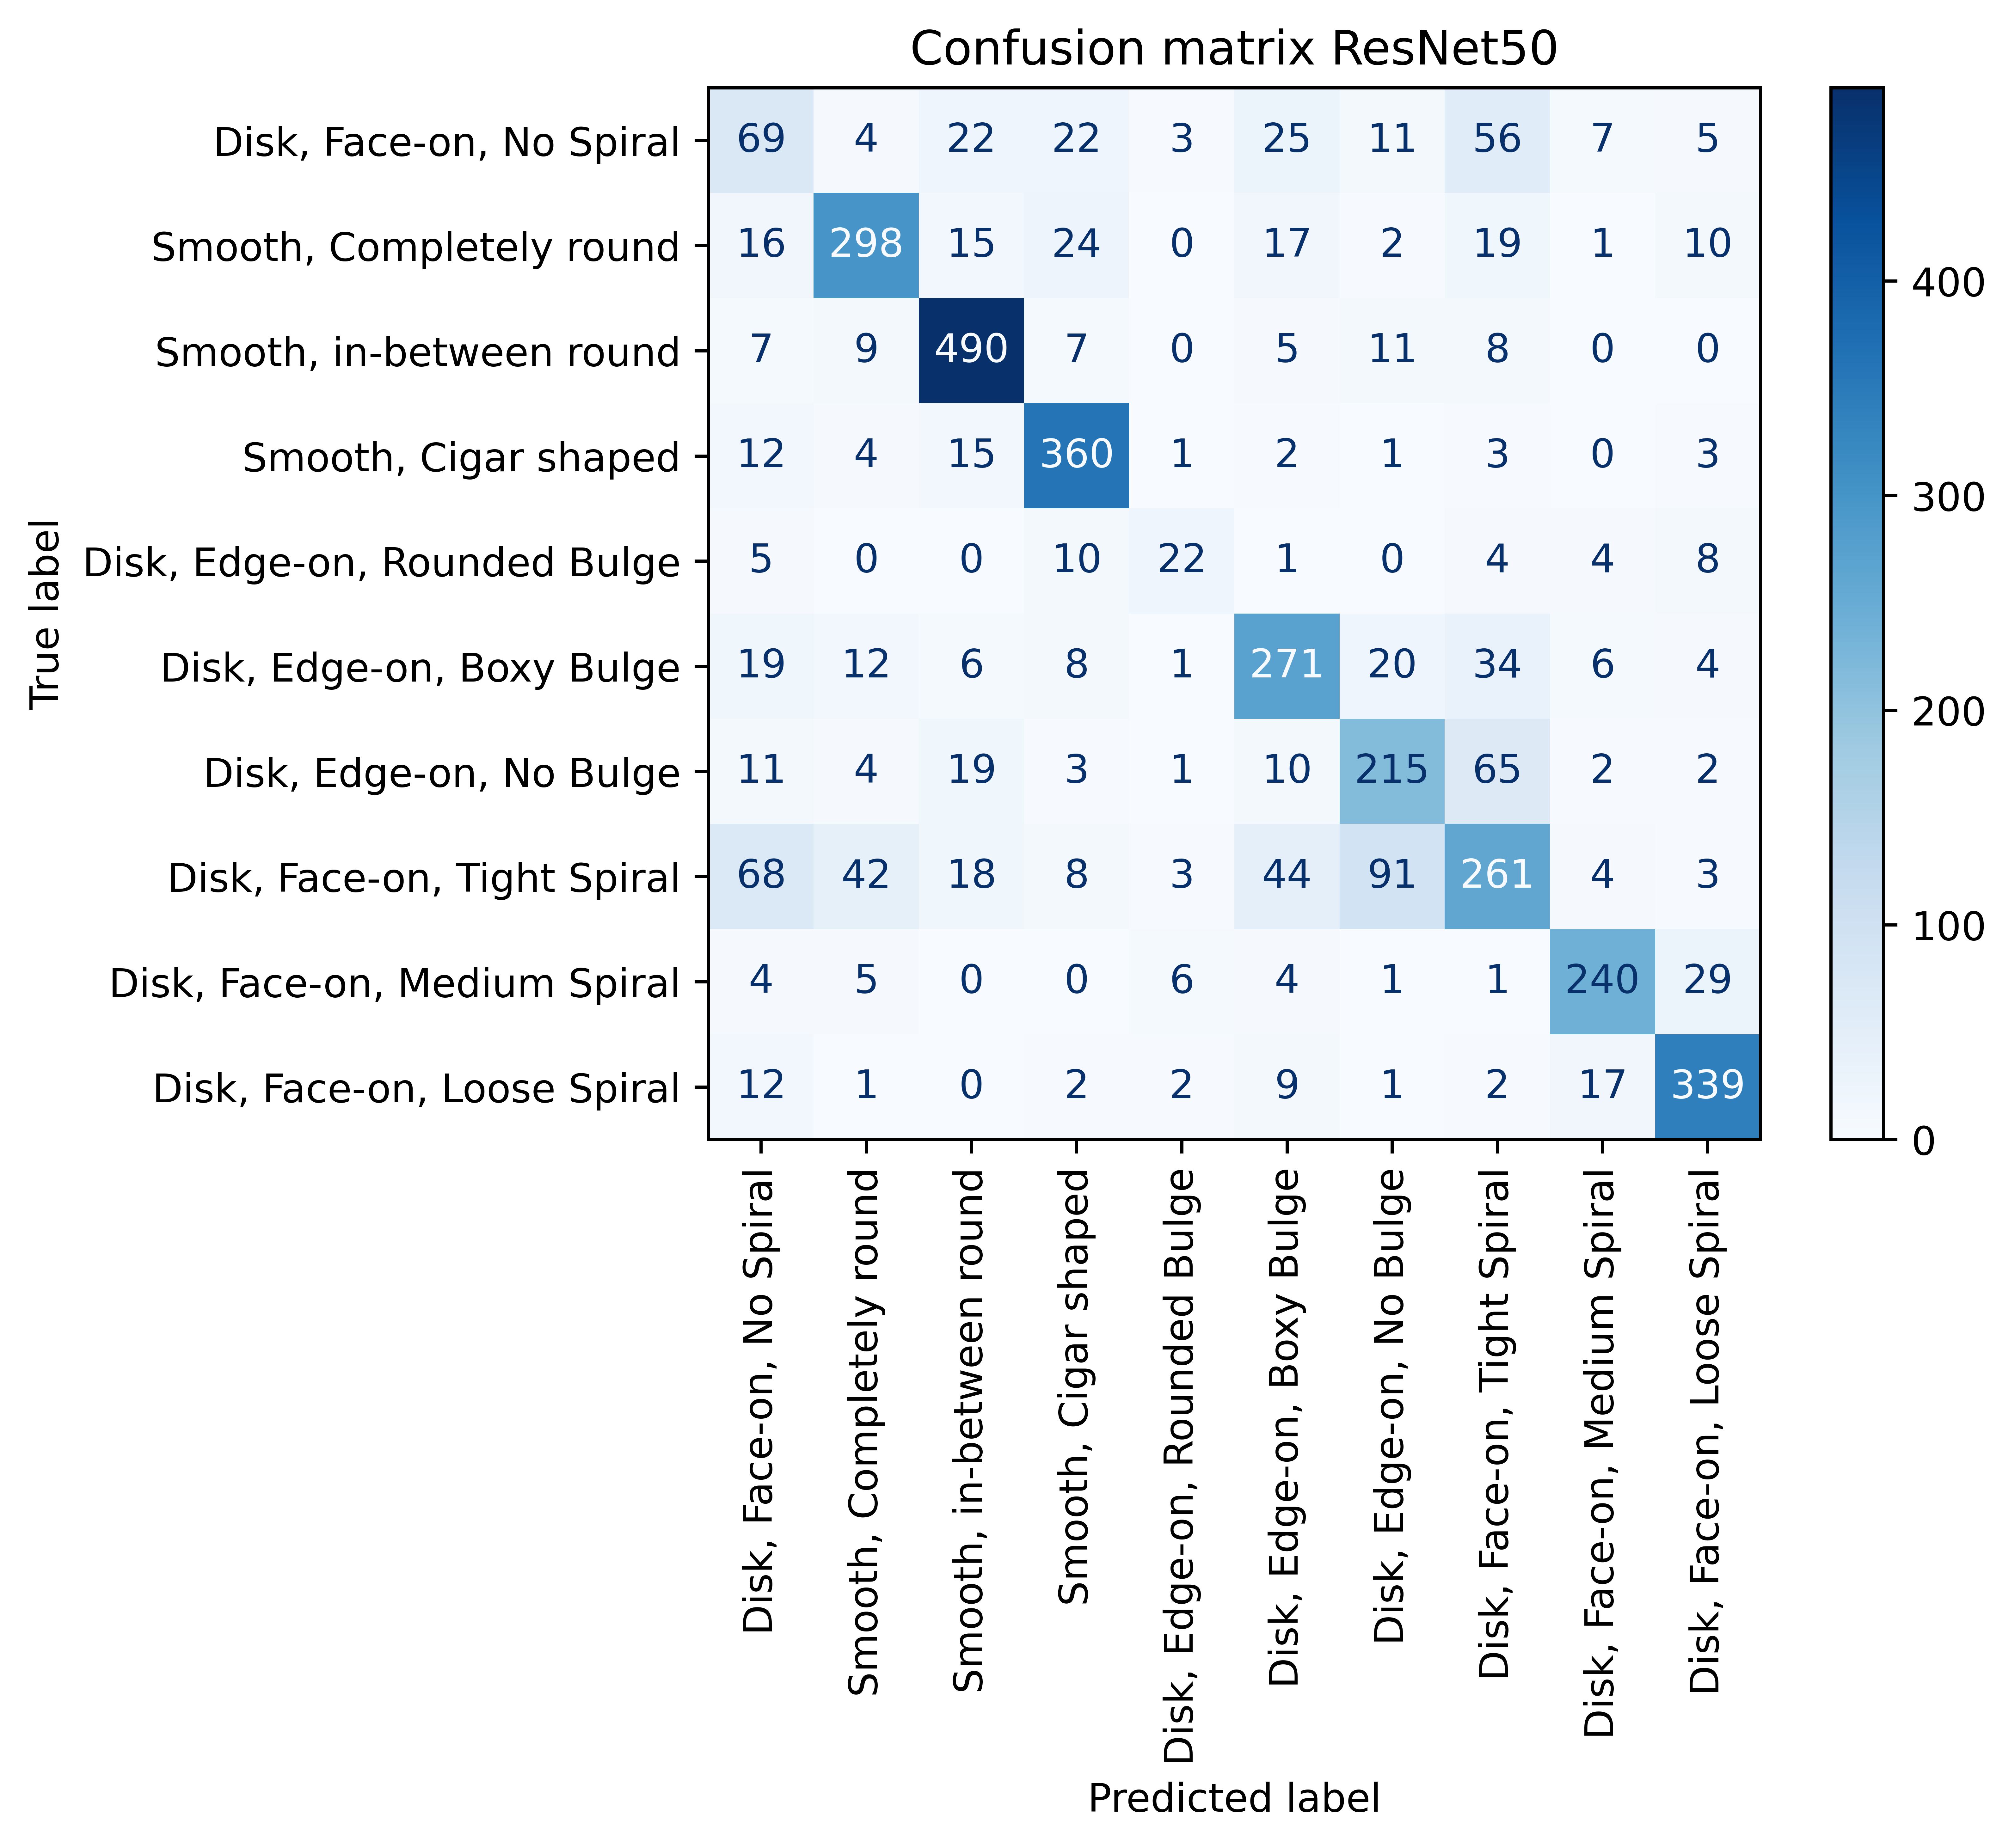 Confusion matrix ResNet50
True label
Disk, Face-on, No Spiral 69 4 22 22 3 25 11 56 7 5
Smooth, Completely round 16 298 15 24 0 17 2 19 1 10
Smooth, in-between round 7 9 490 7 0 5 11 8 0 0
Smooth, Cigar shaped 12 4 15 360 1 2 1 3 0 3
Disk, Edge-on, Rounded Bulge 5 0 0 10 22 1 0 4 4 8
Disk, Edge-on, Boxy Bulge 19 12 6 8 1 271 20 34 6 4
Disk, Edge-on, No Bulge 11 4 19 3 1 10 215 65 2 2
Disk, Face-on, Tight Spiral 68 42 18 8 3 44 91 261 4 3
Disk, Face-on, Medium Spiral 4 5 0 0 6 4 1 1 240 29
Disk, Face-on, Loose Spiral 12 1 0 2 2 9 1 2 17 339
Disk, Face-on, No Spiral
Smooth, Completely round
Smooth, in-between round
Smooth, Cigar shaped
Disk, Edge-on, Rounded Bulge
Disk, Edge-on, Boxy Bulge
Disk, Edge-on, No Bulge
Disk, Face-on, Tight Spiral
Disk, Face-on, Medium Spiral
Disk, Face-on, Loose Spiral
Predicted label
400
300
200
100
0